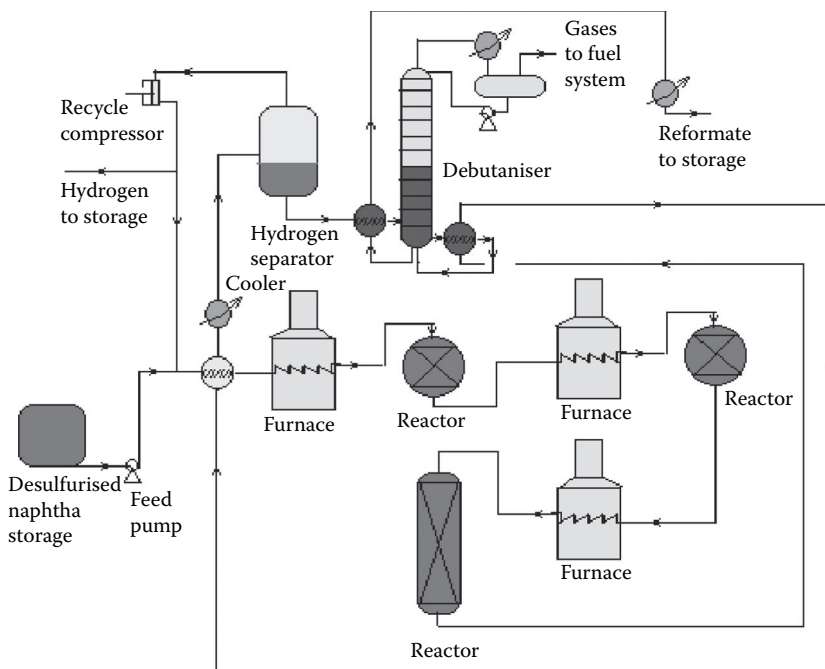 Gases
to fuel
system
Recycle
compressor
Reformate
to storage
Debutaniser
Hydrogen
to storage
Hydrogen
separator
Cooler
Furnace
Reactor
Furnace
Reactor
Desulfurised
naphtha
storage
Feed
pump
Furnace
Reactor